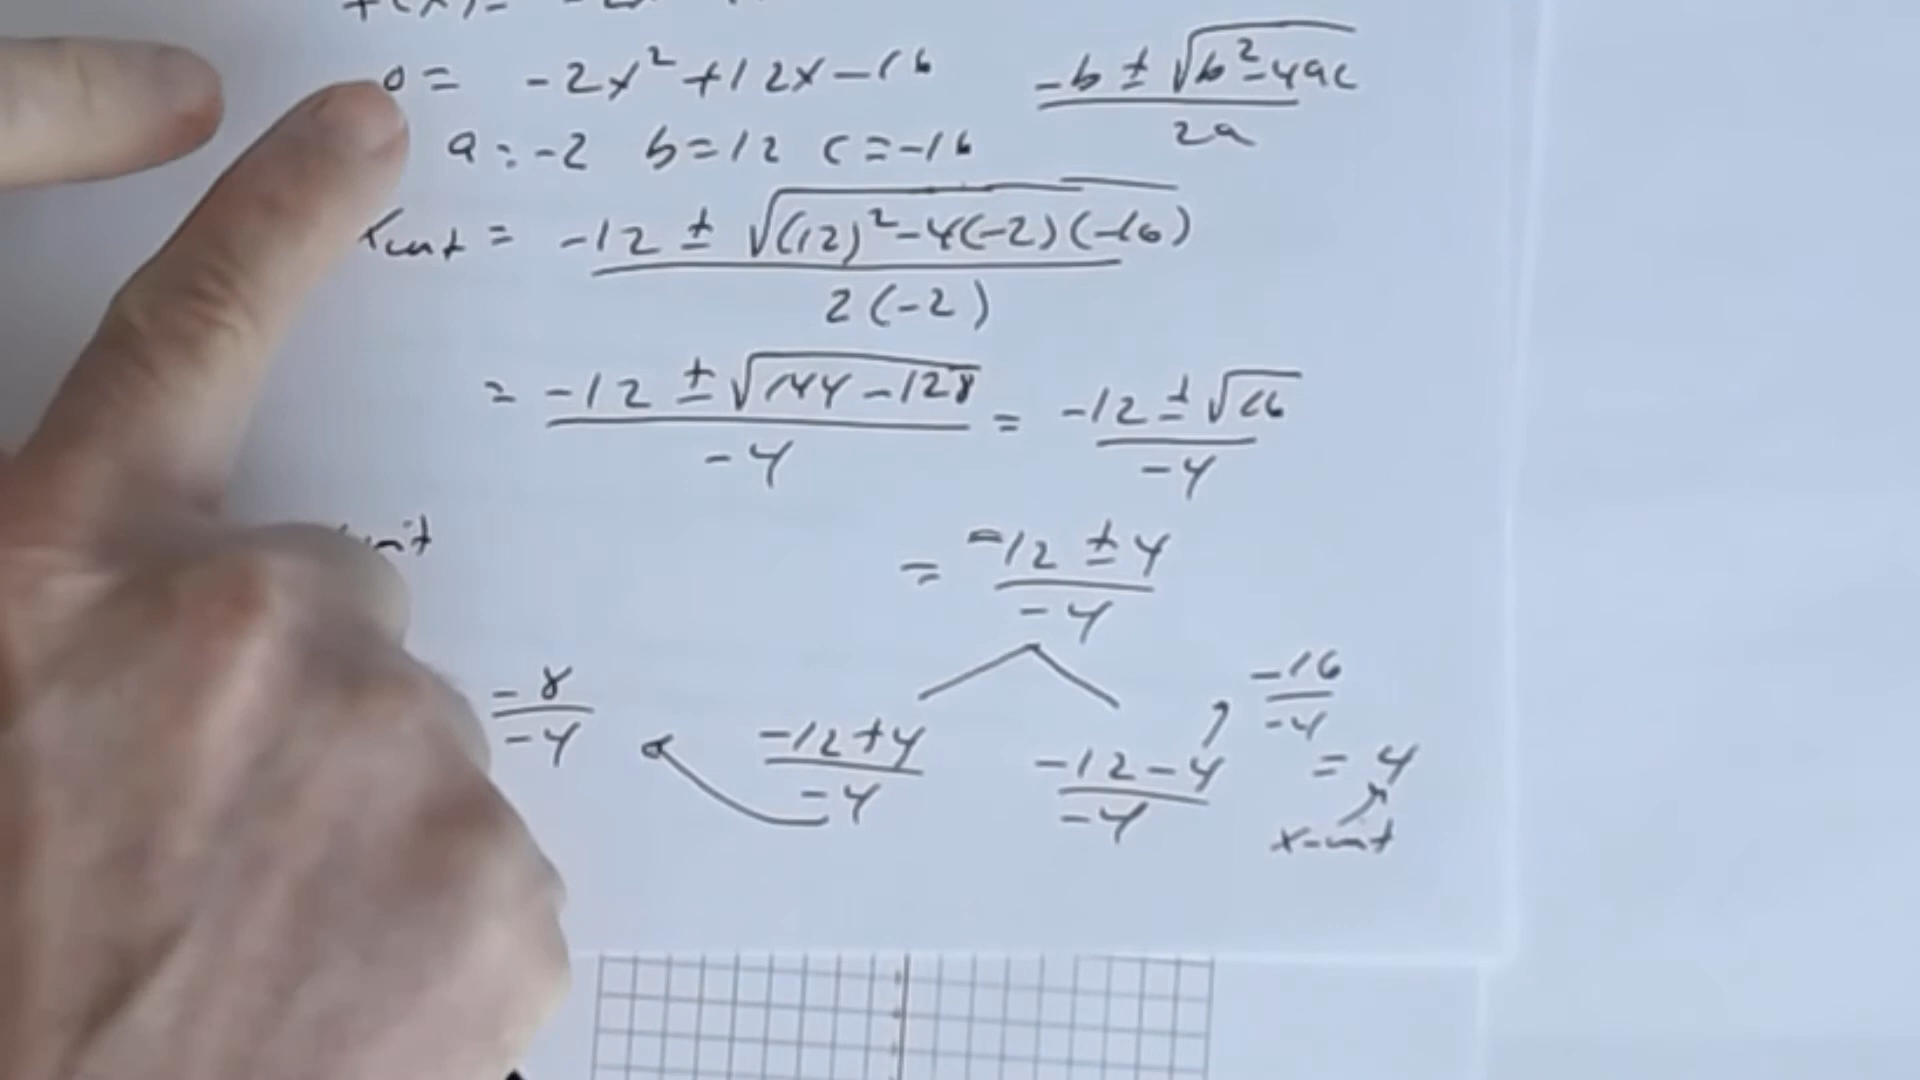 f(x) =
0 = -2x² + 12x - 16
-b ± √(b² - 4ac)
2a
a = -2 b = 12 c = -16
x int = -12 ± √((12)² - 4(-2)(-16))
2(-2)
= -12 ± √(144 - 128) = -12 ± √16
-4 -4
= -12 ± 4
-4
-8
-4
-12 + 4
-4
-12 - 4
-4
-16
-4
= 4
x-int